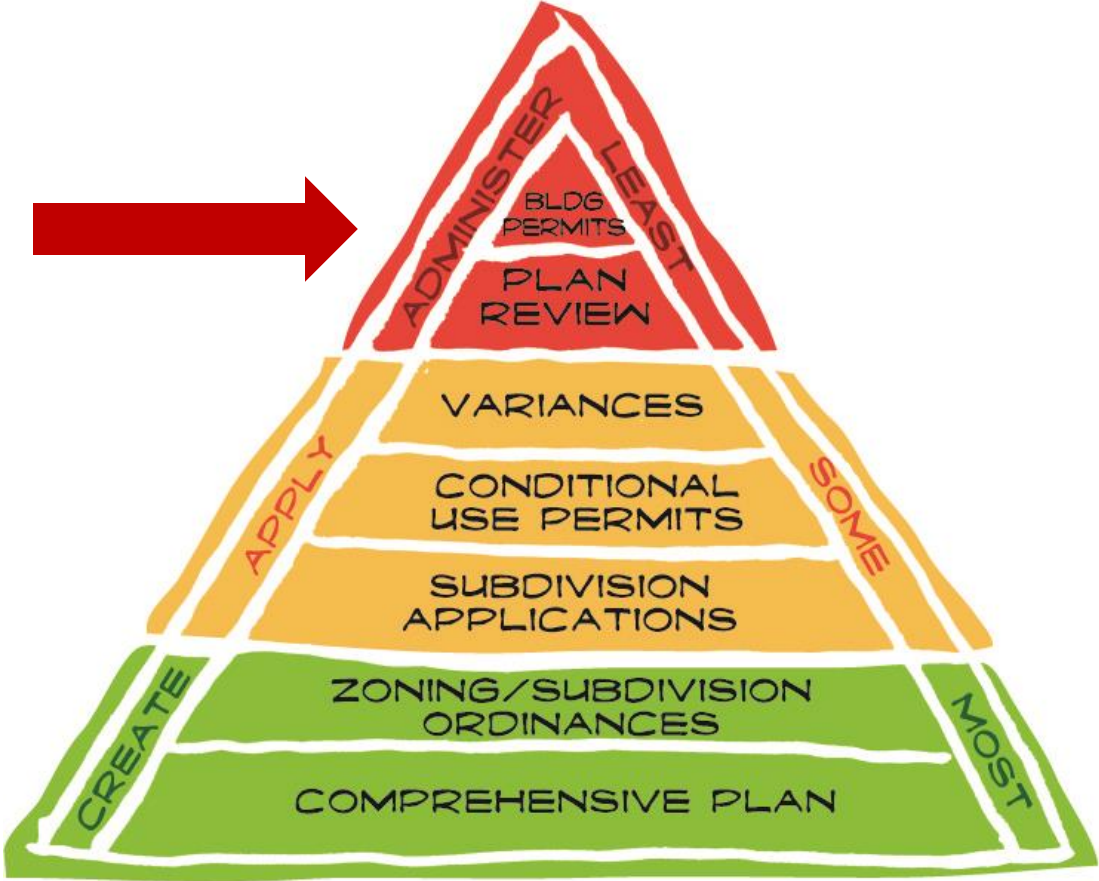 ADMINISTER
LEAST
BLDG
PERMITS
PLAN
REVIEW
APPLY
SOME
VARIANCES
CONDITIONAL
USE PERMITS
SUBDIVISION
APPLICATIONS
CREATE
MOST
ZONING/SUBDIVISION
ORDINANCES
COMPREHENSIVE PLAN